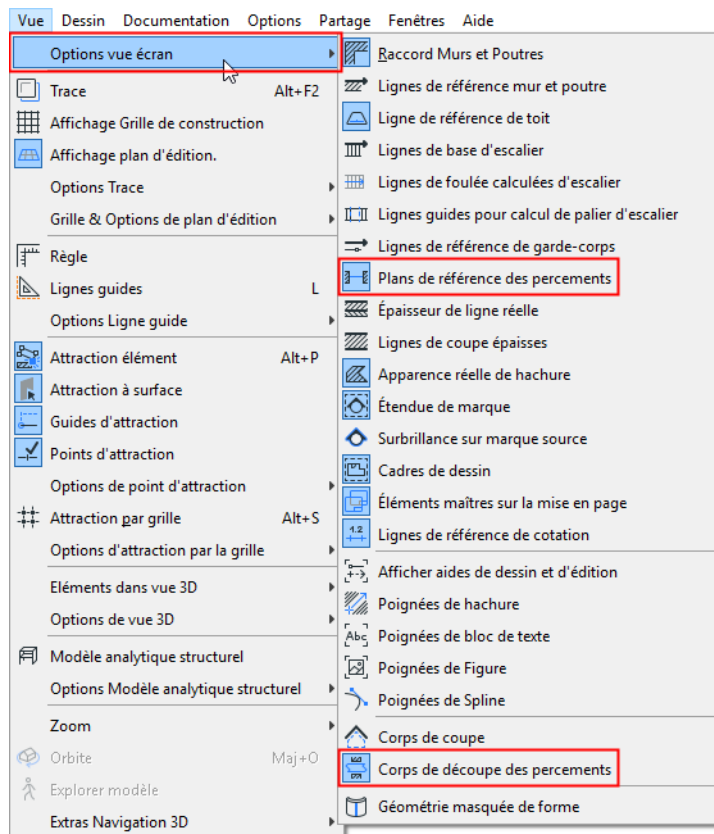 Vue Dessin Documentation Options Partage Fenêtres Aide
Options vue écran
Trace Alt+F2
Affichage Grille de construction
Affichage plan d'édition.
Options Trace
Grille & Options de plan d'édition
Règle
Lignes guides L
Options Ligne guide
Attraction élément Alt+P
Attraction à surface
Guides d'attraction
Points d'attraction
Options de point d'attraction
Attraction par grille Alt+S
Options d'attraction par la grille
Eléments dans vue 3D
Options de vue 3D
Modèle analytique structurel
Options Modèle analytique structurel
Zoom
Orbite Maj+O
Explorer modèle
Extras Navigation 3D
Raccord Murs et Poutres
Lignes de référence mur et poutre
Ligne de référence de toit
Lignes de base d'escalier
Lignes de foulée calculées d'escalier
Lignes guides pour calcul de palier d'escalier
Lignes de référence de garde-corps
Plans de référence des percements
Épaisseur de ligne réelle
Lignes de coupe épaisses
Apparence réelle de hachure
Étendue de marque
Surbrillance sur marque source
Cadres de dessin
Éléments maîtres sur la mise en page
1.2 Lignes de référence de cotation
Afficher aides de dessin et d'édition
Poignées de hachure
Abc Poignées de bloc de texte
Poignées de Figure
Poignées de Spline
Corps de coupe
Corps de découpe des percements
Géométrie masquée de forme